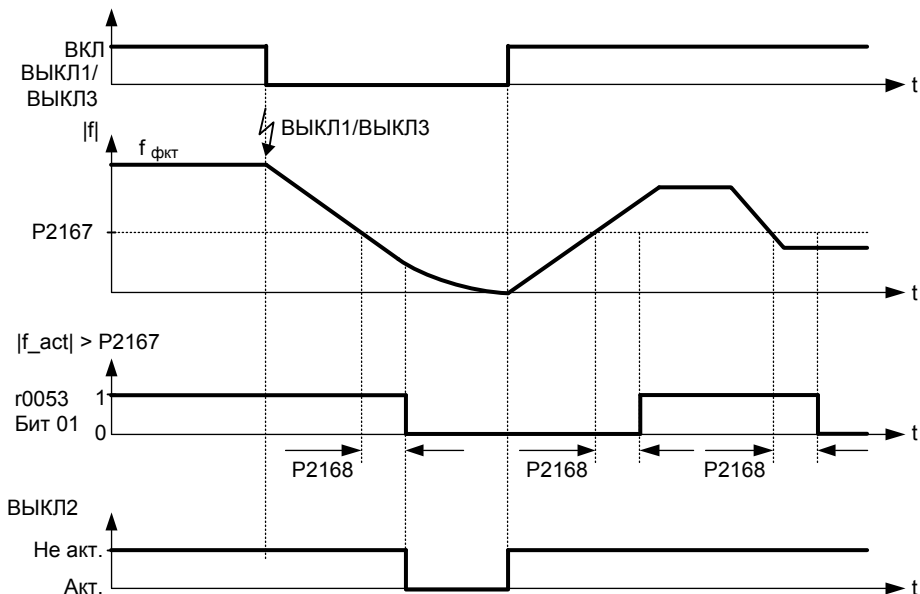 ВКЛ
ВЫКЛ1/
ВЫКЛ3
t
|f|
ВЫКЛ1/ВЫКЛ3
f фкт
P2167
t
|f_act| > P2167
r0053
Бит 01
1
0
t
P2168
P2168
P2168
ВЫКЛ2
Не акт.
Акт.
t